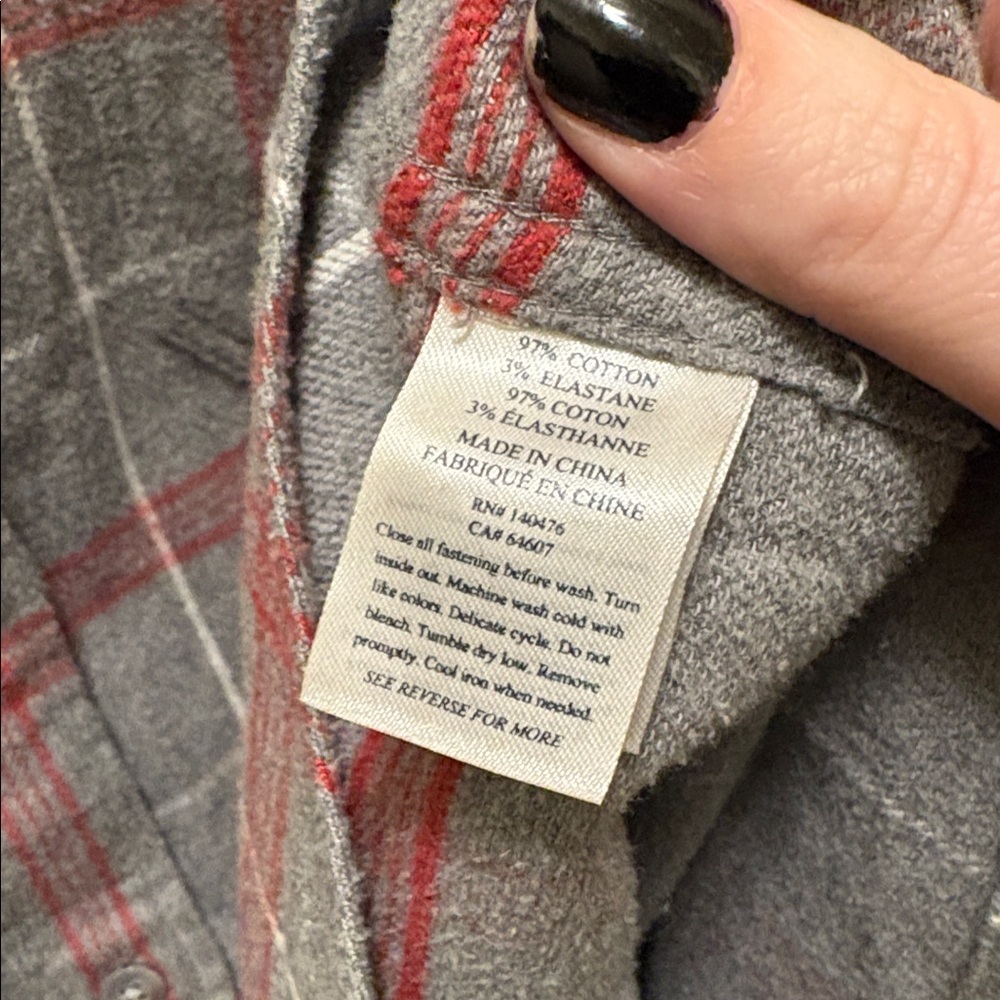 97% COTTON
3% ELASTANE
97% COTON
3% ÉLASTHANNE
MADE IN CHINA
FABRIQUÉ EN CHINE
RN# 140476
CA# 64607
Close all fastening before wash. Turn
inside out. Machine wash cold with
like colors. Delicate cycle. Do not
bleach. Tumble dry low. Remove
promptly. Cool iron when needed.
SEE REVERSE FOR MORE